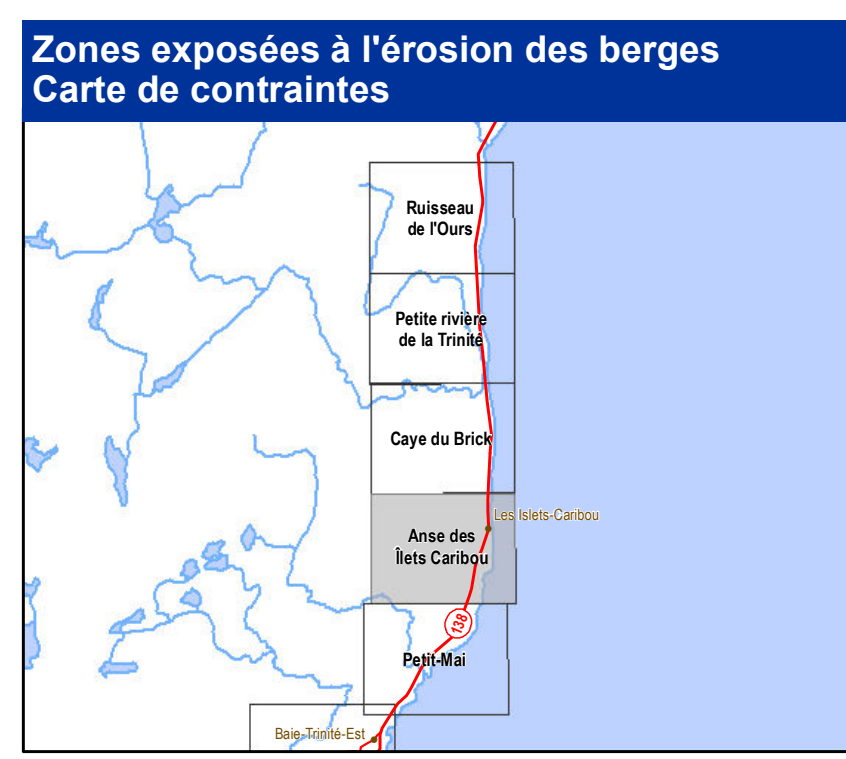 Zones exposées à l'érosion des berges
Carte de contraintes
Ruisseau
de l'Ours
Petite rivière
de la Trinité
Caye du Brick
Les Islets-Caribou
Anse des
Îlets Caribou
138
Petit-Mai
Baie-Trinité-Est